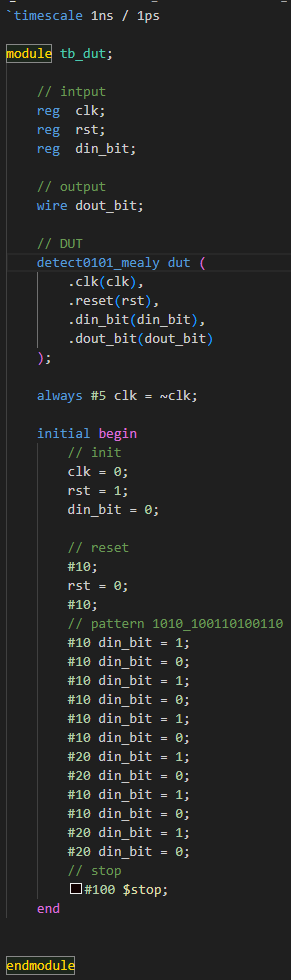 `timescale 1ns / 1ps
module tb_dut;
// intput
reg  clk;
reg  rst;
reg  din_bit;
// output
wire dout_bit;
// DUT
detect0101_mealy dut (
.clk(clk),
.reset(rst),
.din_bit(din_bit),
.dout_bit(dout_bit)
);
always #5 clk = ~clk;
initial begin
// init
clk = 0;
rst = 1;
din_bit = 0;
// reset
#10;
rst = 0;
#10;
// pattern 1010_100110100110
#10 din_bit = 1;
#10 din_bit = 0;
#10 din_bit = 1;
#10 din_bit = 0;
#10 din_bit = 1;
#10 din_bit = 0;
#20 din_bit = 1;
#20 din_bit = 0;
#10 din_bit = 1;
#10 din_bit = 0;
#20 din_bit = 1;
#20 din_bit = 0;
// stop
#100 $stop;
end
endmodule